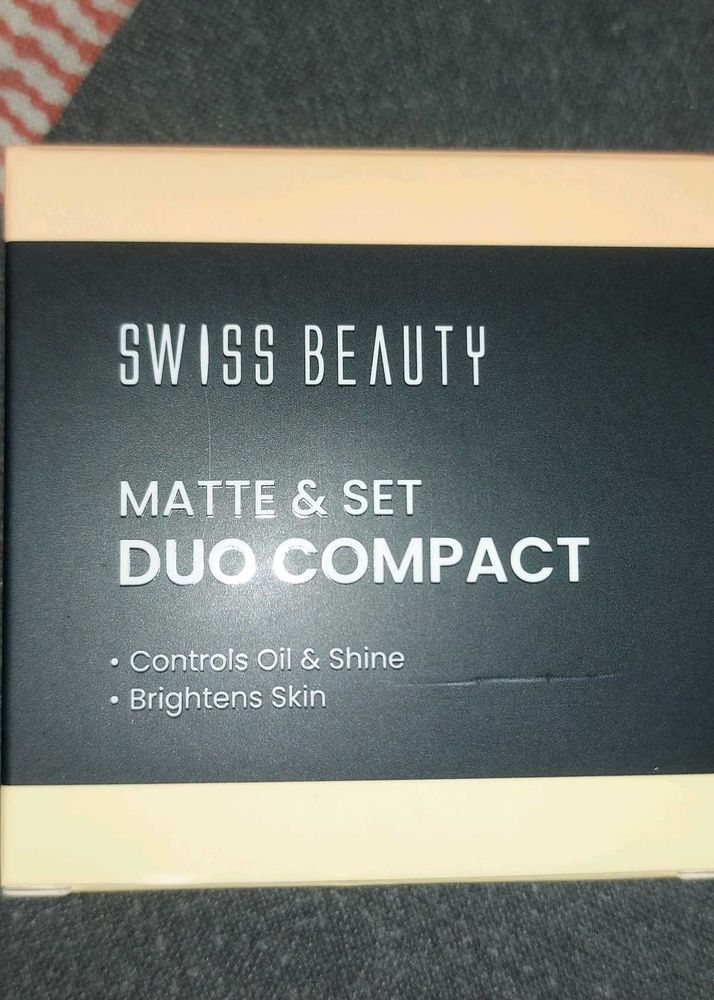 SWISS BEAUTY
MATTE & SET
DUO COMPACT
• Controls Oil & Shine
• Brightens Skin